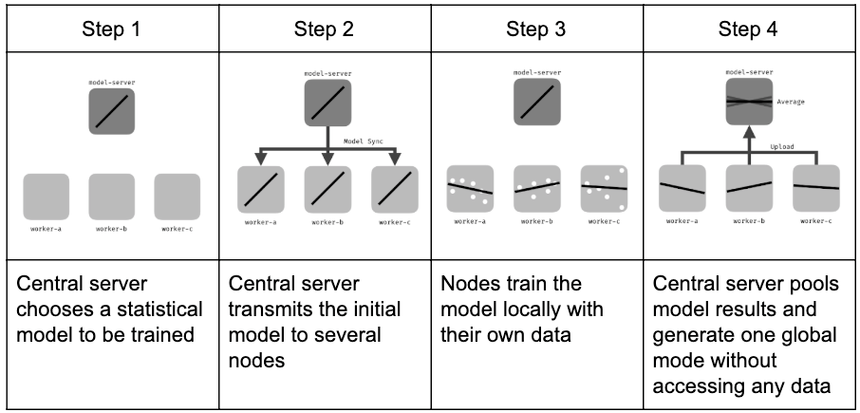 Step 1
Step 2
Step 3
Step 4
model-server
worker-a
worker-b
worker-c
model-server
Model Sync
worker-a
worker-b
worker-c
model-server
worker-a
worker-b
worker-c
model-server
Average
Upload
worker-a
worker-b
worker-c
Central server
chooses a statistical
model to be trained
Central server
transmits the initial
model to several
nodes
Nodes train the
model locally with
their own data
Central server pools
model results and
generate one global
mode without
accessing any data